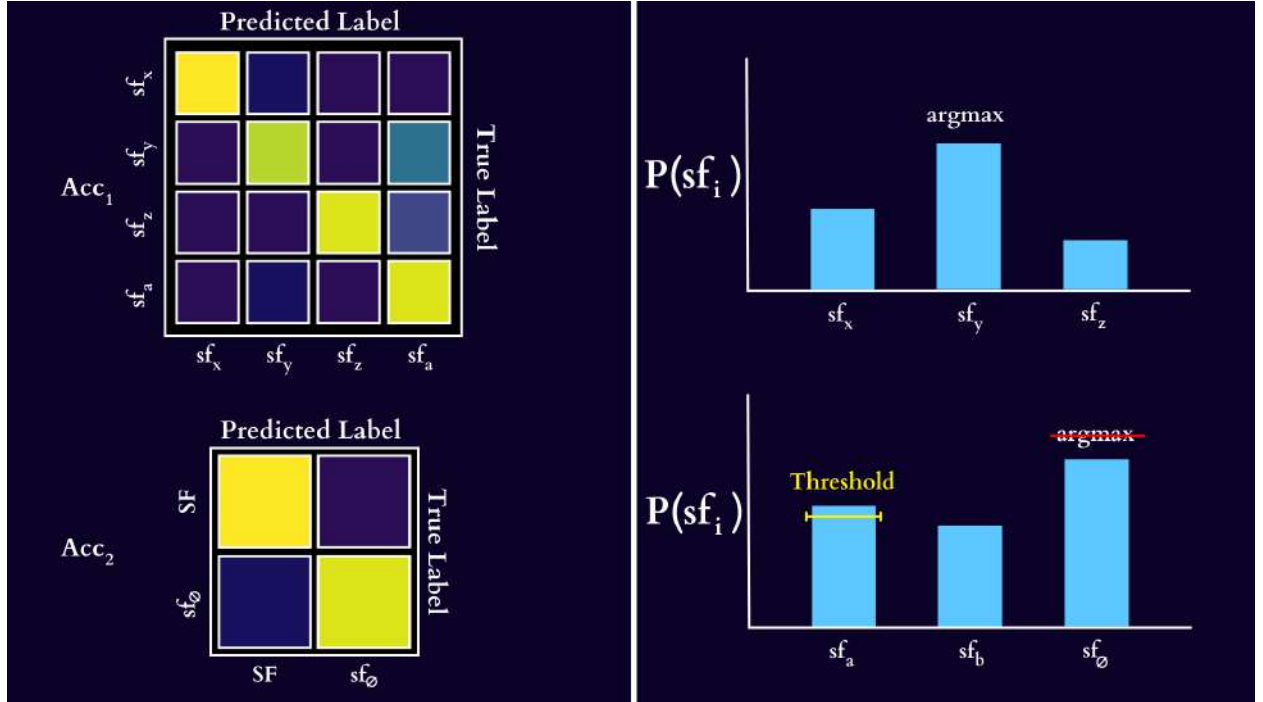 Predicted Label
sf_x
sf_y
sf_z
sf_a
Acc_1
True Label
sf_x sf_y sf_z sf_a
Predicted Label
SF
sf_∅
Acc_2
True Label
SF sf_∅
argmax
P(sf_i)
sf_x sf_y sf_z
argmax
Threshold
P(sf_i)
sf_a sf_b sf_∅